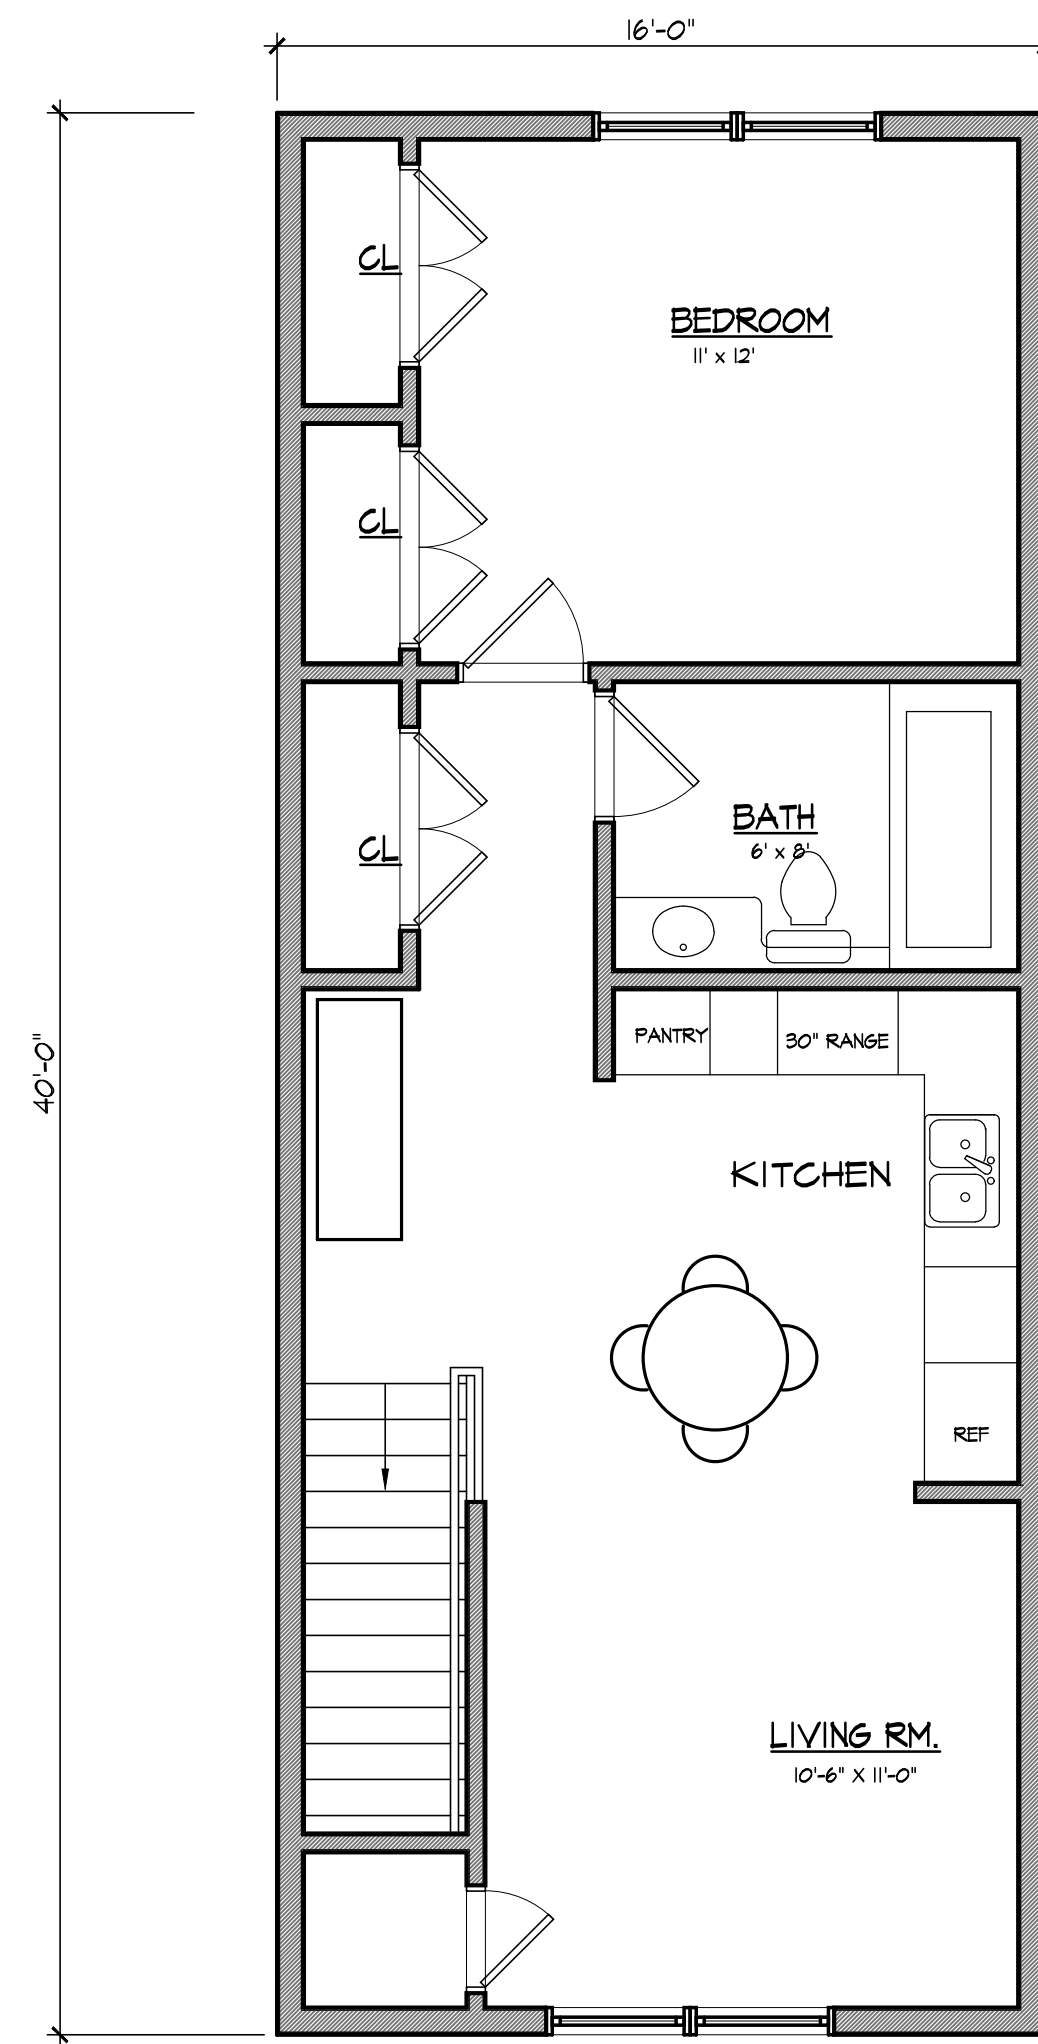 16'-0"
CL
BEDROOM
11' x 12'
CL
BATH
6' x 8'
CL
40'-0"
PANTRY
30" RANGE
KITCHEN
REF
LIVING RM.
10'-6" X 11'-0"